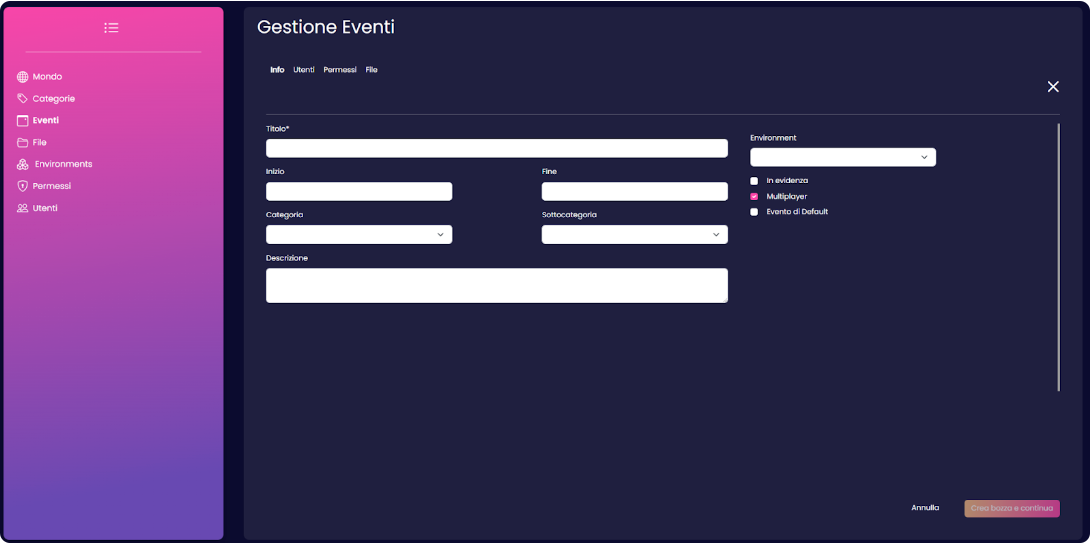 Gestione Eventi
Mondo
Categorie
Eventi
File
Environments
Permessi
Utenti
Info Utenti Permessi File
Titolo*
Inizio Fine
Categoria Sottocategoria
Descrizione
Environment
In evidenza
Multiplayer
Evento di Default
Annulla Crea bozza e continua